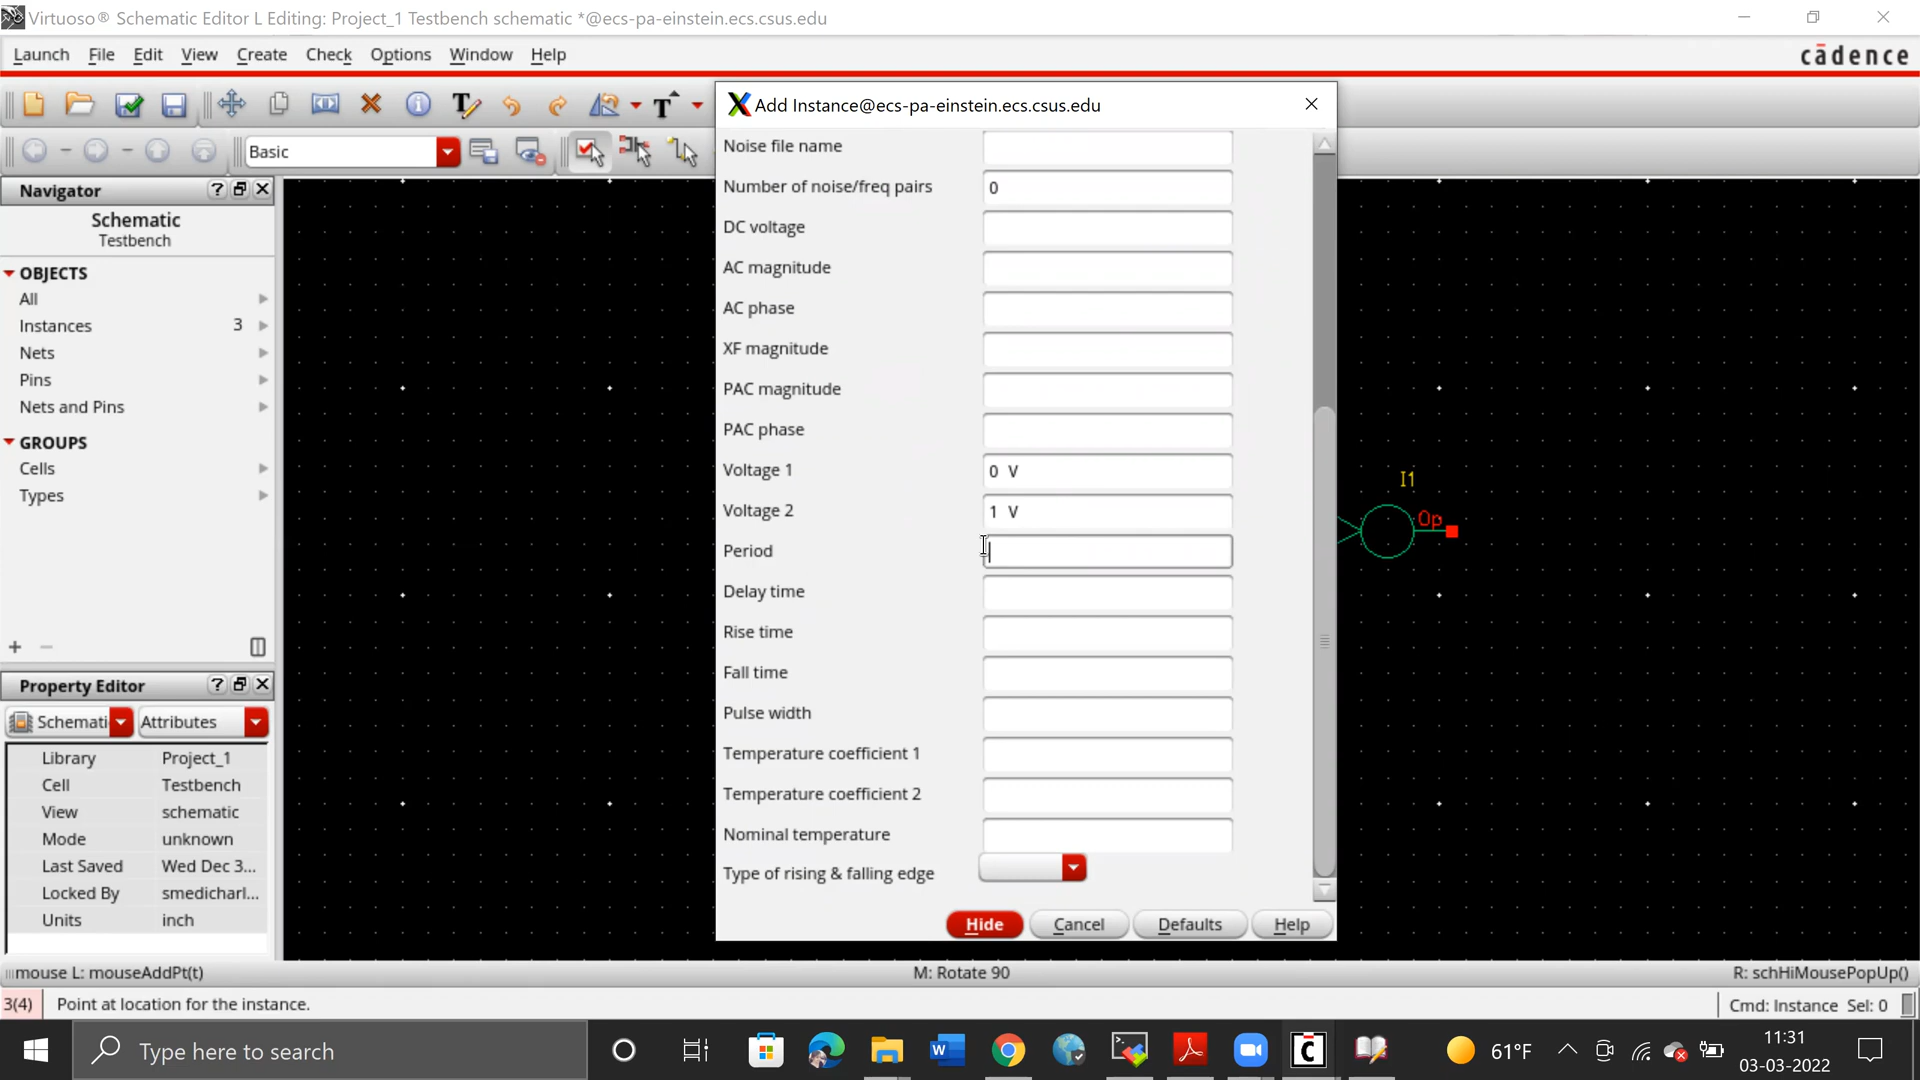 Virtuoso® Schematic Editor L Editing: Project_1 Testbench schematic *@ecs-pa-einstein.ecs.csus.edu
Launch File Edit View Create Check Options Window Help
cādence
Basic
Navigator
Schematic
Testbench
OBJECTS
All
Instances 3
Nets
Pins
Nets and Pins
GROUPS
Cells
Types
Property Editor
Schemati Attributes
Library Project_1
Cell Testbench
View schematic
Mode unknown
Last Saved Wed Dec 3...
Locked By smedicharl...
Units inch
Add Instance@ecs-pa-einstein.ecs.csus.edu
Noise file name
Number of noise/freq pairs 0
DC voltage
AC magnitude
AC phase
XF magnitude
PAC magnitude
PAC phase
Voltage 1 0 V
Voltage 2 1 V
Period
Delay time
Rise time
Fall time
Pulse width
Temperature coefficient 1
Temperature coefficient 2
Nominal temperature
Type of rising & falling edge
Hide Cancel Defaults Help
I1
Op
mouse L: mouseAddPt(t) M: Rotate 90 R: schHiMousePopUp()
3(4) Point at location for the instance. Cmd: Instance Sel: 0
Type here to search
61°F
11:31
03-03-2022